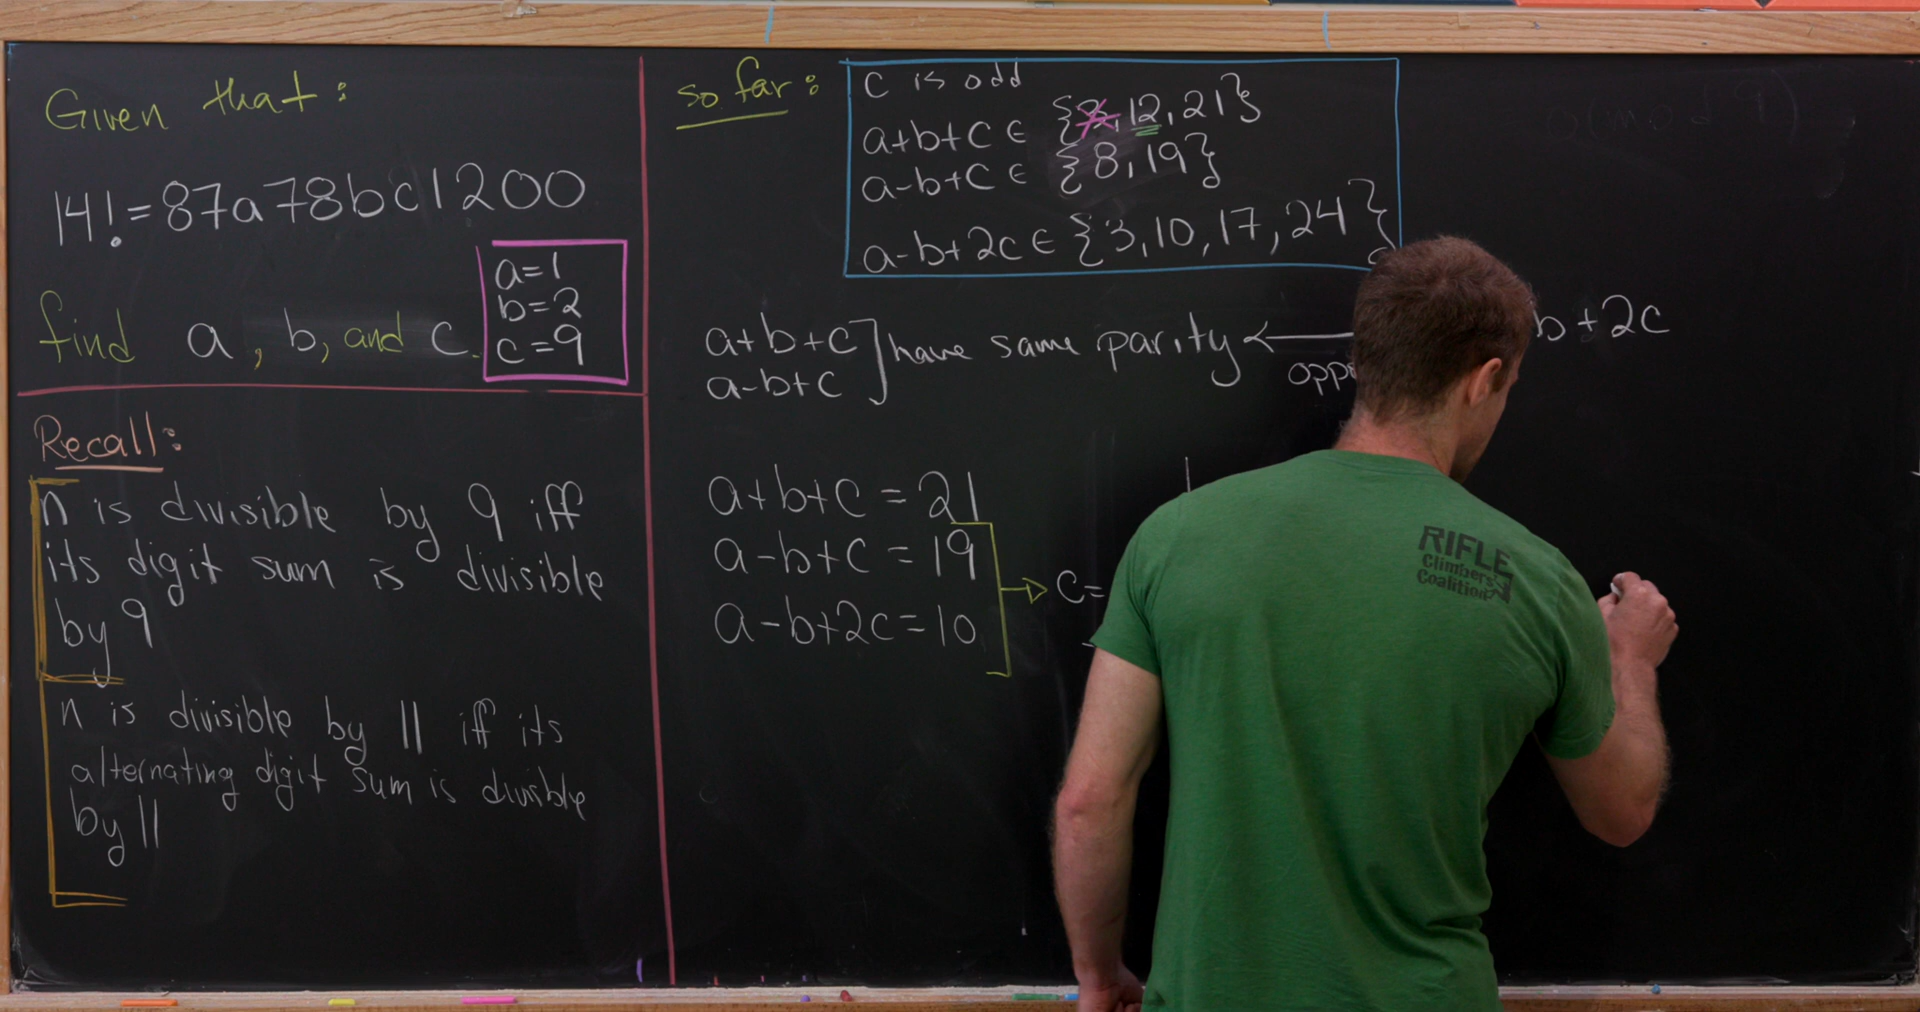 Given that:
14!=87a78bc1200
find a, b, and c.
a=1
b=2
c=9
Recall:
n is divisible by 9 iff
its digit sum is divisible
by 9
n is divisible by 11 iff its
alternating digit sum is divisible
by 11
so far:
c is odd
a+b+c ∈ {3,12,21}
a-b+c ∈ {8,19}
a-b+2c ∈ {3,10,17,24}
a+b+c
a-b+c
have same parity ←
b+2c
a+b+c=21
a-b+c=19
a-b+2c=10
→ c=
RIFLE
Climbers
Coalition